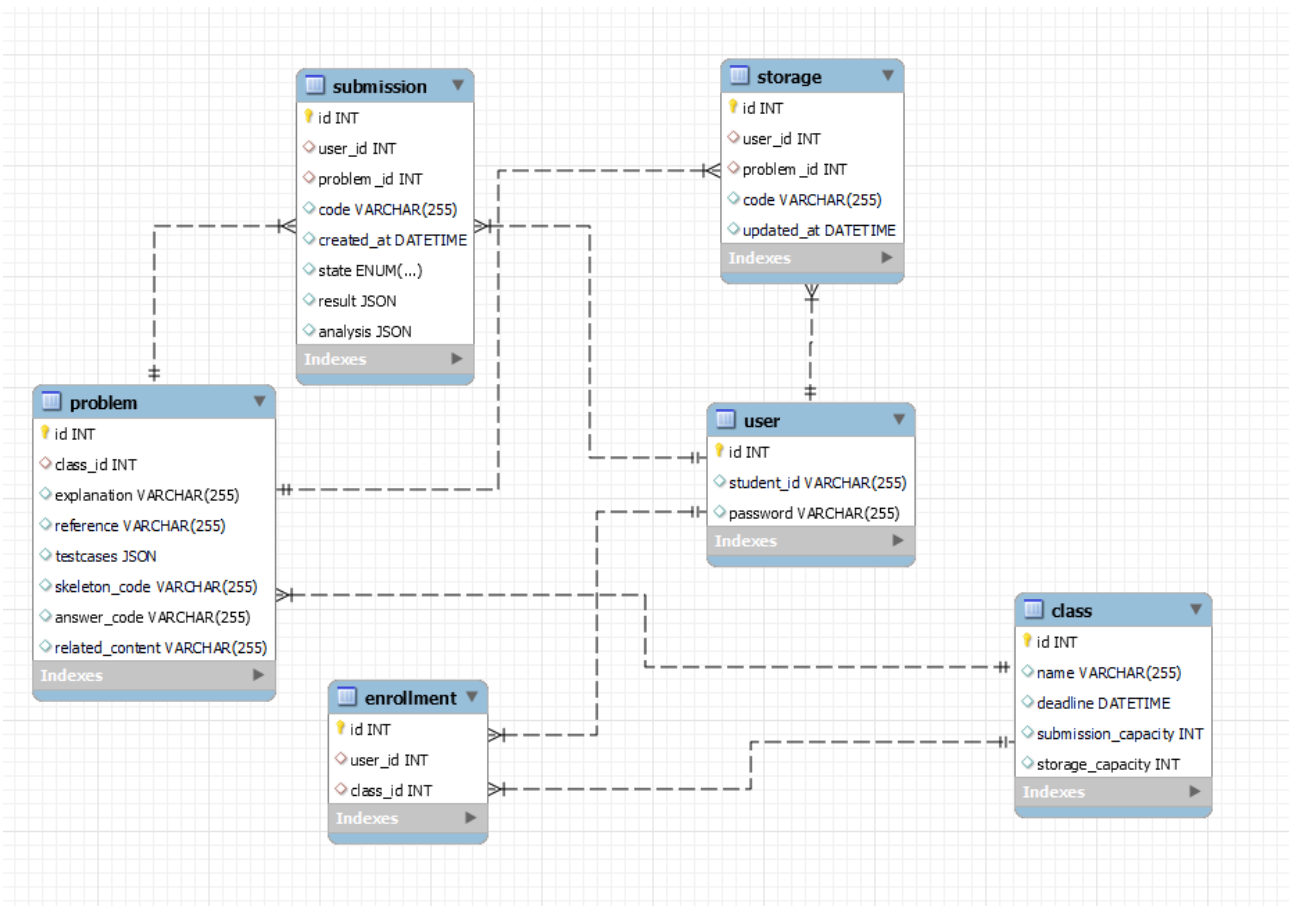 submission
id INT
user_id INT
problem_id INT
code VARCHAR(255)
created_at DATETIME
state ENUM(...)
result JSON
analysis JSON
Indexes
storage
id INT
user_id INT
problem_id INT
code VARCHAR(255)
updated_at DATETIME
Indexes
problem
id INT
class_id INT
explanation VARCHAR(255)
reference VARCHAR(255)
testcases JSON
skeleton_code VARCHAR(255)
answer_code VARCHAR(255)
related_content VARCHAR(255)
Indexes
user
id INT
student_id VARCHAR(255)
password VARCHAR(255)
Indexes
enrollment
id INT
user_id INT
class_id INT
Indexes
class
id INT
name VARCHAR(255)
deadline DATETIME
submission_capacity INT
storage_capacity INT
Indexes